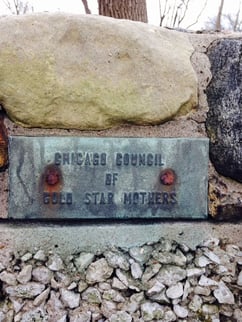 CHICAGO COUNCIL
OF
GOLD STAR MOTHERS